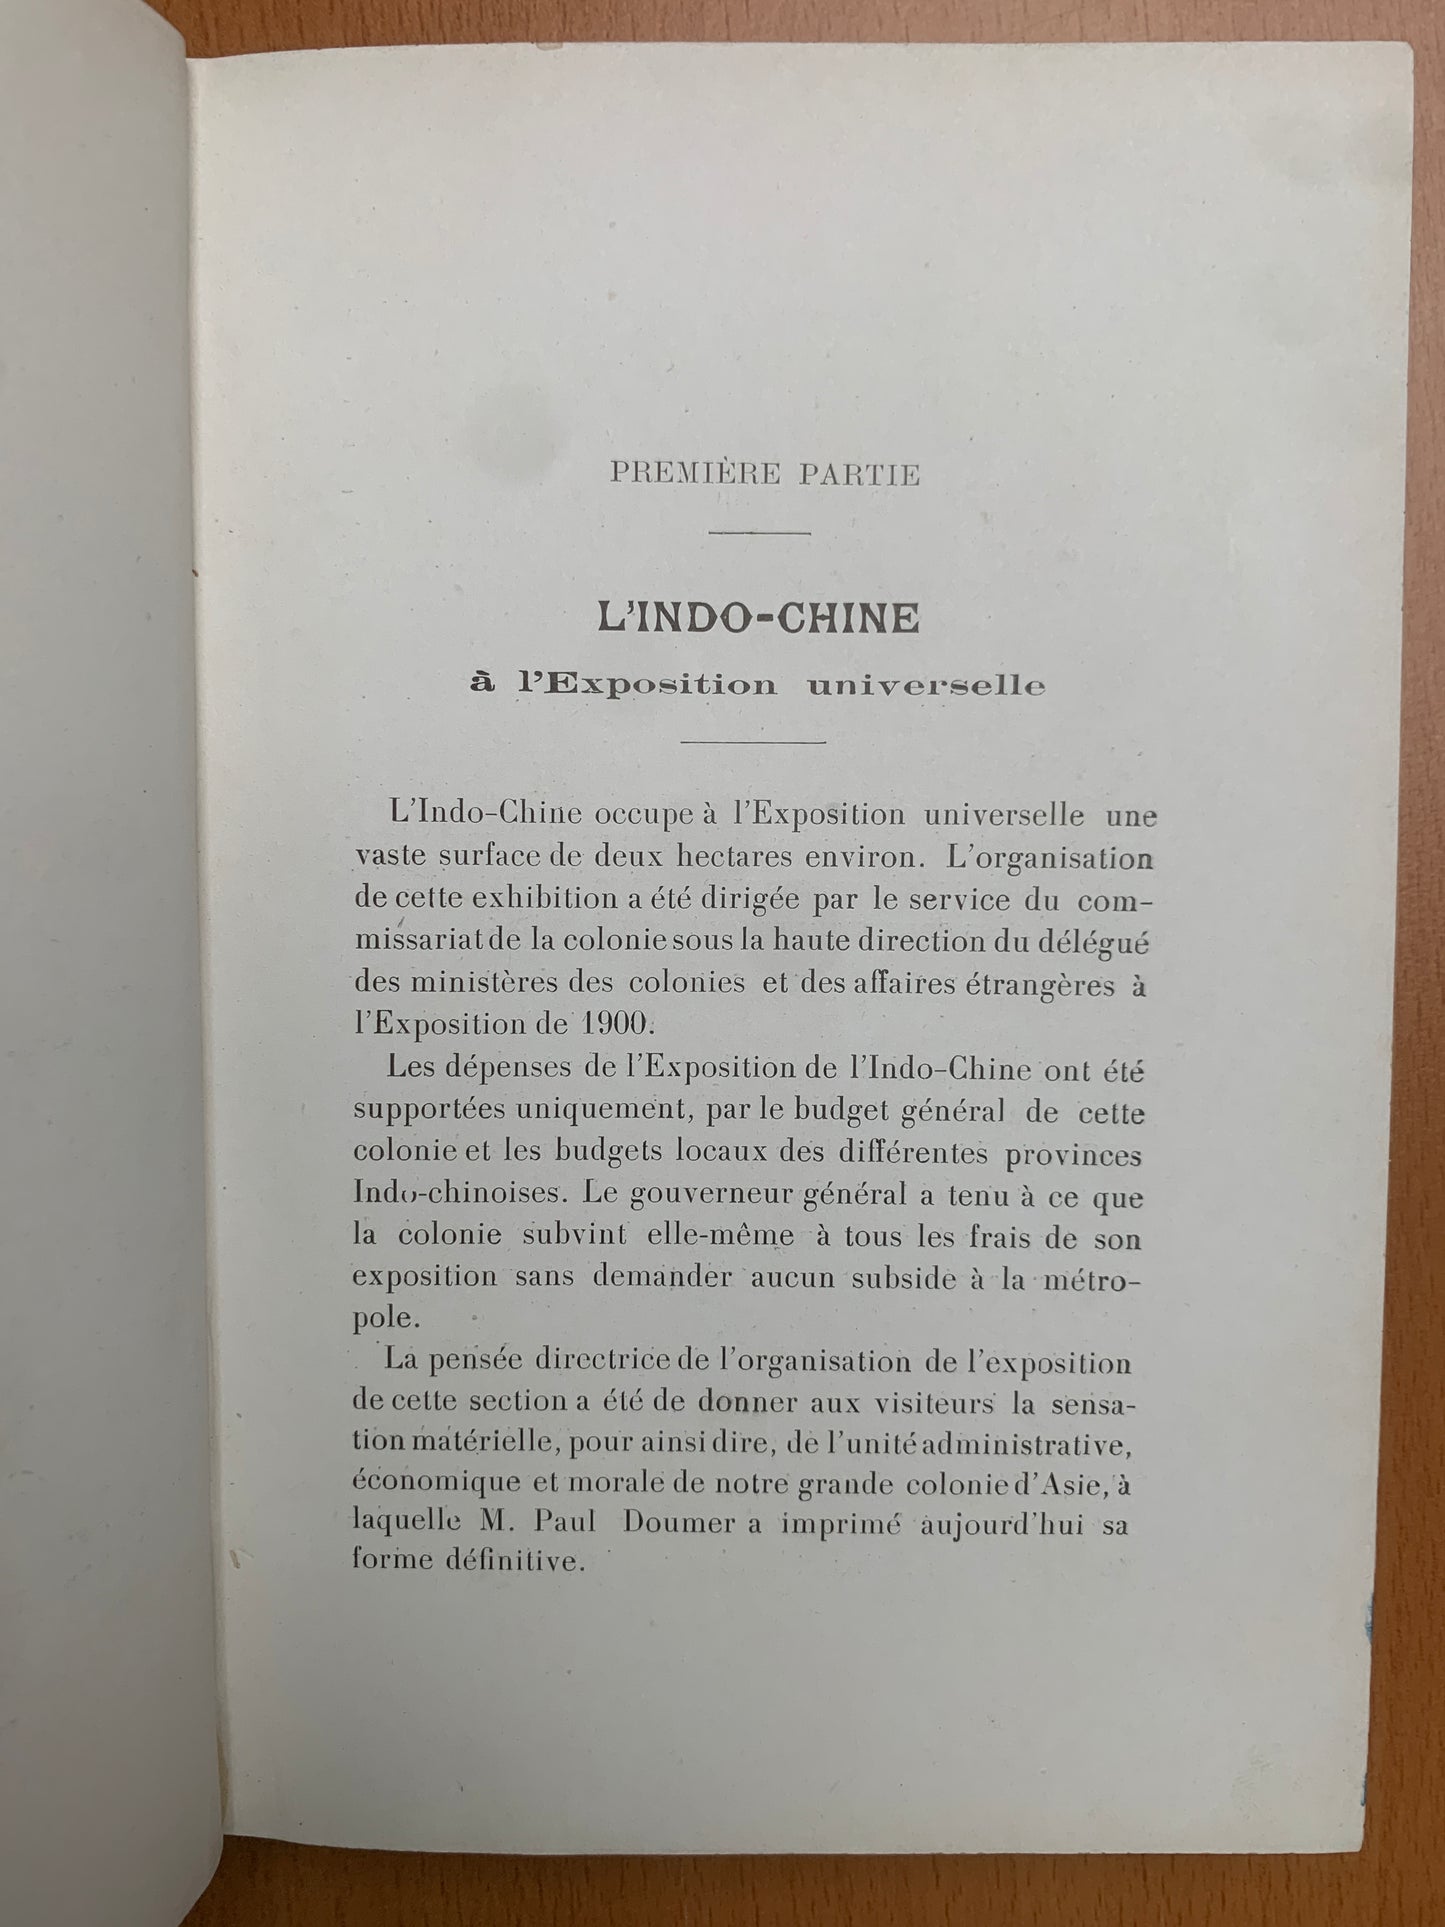 PREMIÈRE PARTIE
L'INDO-CHINE
à l'Exposition universelle
L'Indo-Chine occupe à l'Exposition universelle une
vaste surface de deux hectares environ. L'organisation
de cette exhibition a été dirigée par le service du com-
missariat de la colonie sous la haute direction du délégué
des ministères des colonies et des affaires étrangères à
l'Exposition de 1900.
Les dépenses de l'Exposition de l'Indo-Chine ont été
supportées uniquement, par le budget général de cette
colonie et les budgets locaux des différentes provinces
Indo-chinoises. Le gouverneur général a tenu à ce que
la colonie subvint elle-même à tous les frais de son
exposition sans demander aucun subside à la métro-
pole.
La pensée directrice de l'organisation de l'exposition
de cette section a été de donner aux visiteurs la sensa-
tion matérielle, pour ainsi dire, de l'unité administrative,
économique et morale de notre grande colonie d'Asie, à
laquelle M. Paul Doumer a imprimé aujourd'hui sa
forme définitive.